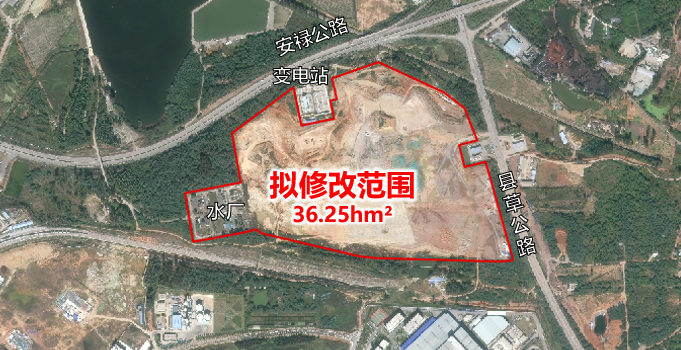 安禄公路
变电站
拟修改范围
36.25hm²
水厂
县草公路